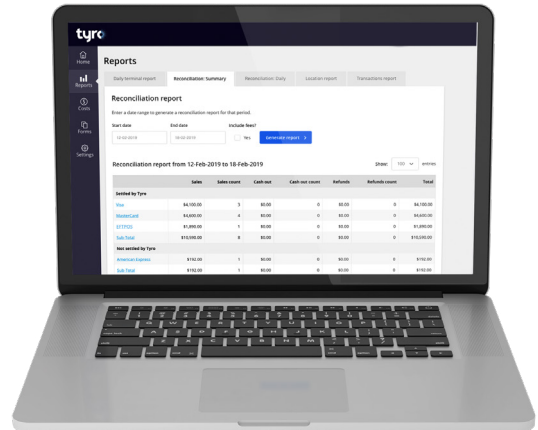 tyro
Home
Reports
Costs
Forms
Settings
Reports
Daily terminal report Reconciliation: Summary Reconciliation: Daily Location report Transactions report
Reconciliation report
Enter a date range to generate a reconciliation report for that period.
Start date End date Include fees?
12-02-2019 18-02-2019 Yes Generate report
Reconciliation report from 12-Feb-2019 to 18-Feb-2019 Show: 100 entries
Sales Sales count Cash out Cash out count Refunds Refunds count Total
Settled by Tyro
Visa $4,100.00 3 $0.00 0 $0.00 0 $4,100.00
MasterCard $4,600.00 4 $0.00 0 $0.00 0 $4,600.00
EFTPOS $1,890.00 1 $0.00 0 $0.00 0 $1,890.00
Sub Total $10,590.00 8 $0.00 0 $0.00 0 $10,590.00
Not settled by Tyro
American Express $192.00 1 $0.00 0 $0.00 0 $192.00
Sub Total $192.00 1 $0.00 0 $0.00 0 $192.00